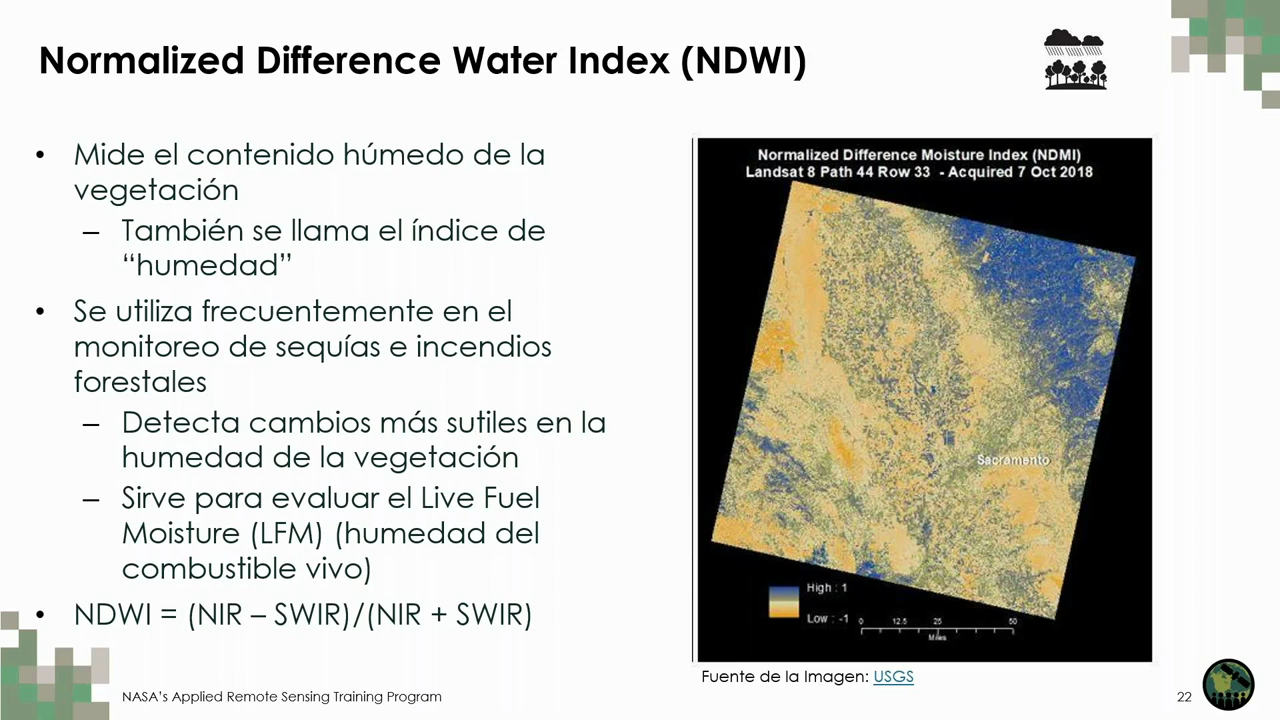 Normalized Difference Water Index (NDWI)
• Mide el contenido húmedo de la
vegetación
– También se llama el índice de
“humedad”
• Se utiliza frecuentemente en el
monitoreo de sequías e incendios
forestales
– Detecta cambios más sutiles en la
humedad de la vegetación
– Sirve para evaluar el Live Fuel
Moisture (LFM) (humedad del
combustible vivo)
• NDWI = (NIR – SWIR)/(NIR + SWIR)
Normalized Difference Moisture Index (NDMI)
Landsat 8 Path 44 Row 33 - Acquired 7 Oct 2018
Sacramento
High : 1
Low : -1
0 12.5 25 50
Miles
Fuente de la Imagen: USGS
NASA’s Applied Remote Sensing Training Program
22